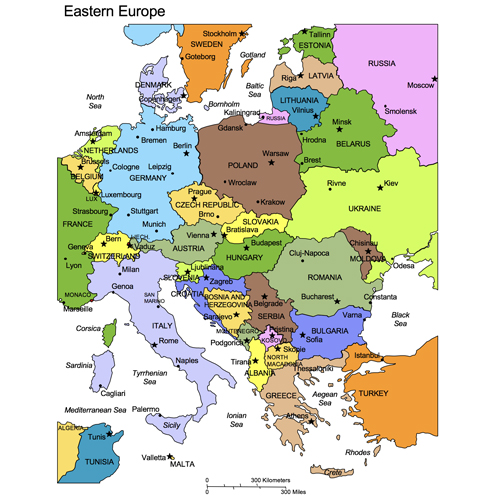 Eastern Europe
Stockholm
SWEDEN
Goteborg
Gotland
Tallinn
ESTONIA
RUSSIA
Riga
LATVIA
Moscow
DENMARK
Copenhagen
North
Sea
Baltic
Sea
Bornholm
Kaliningrad
RUSSIA
LITHUANIA
Vilnius
Smolensk
Gdansk
Minsk
Hrodna
BELARUS
Hamburg
Bremen
Amsterdam
NETHERLANDS
Berlin
Warsaw
POLAND
Brest
Brussels
BELGIUM
Cologne
Leipzig
GERMANY
Wroclaw
Rivne
Kiev
LUX
Luxembourg
Prague
CZECH REPUBLIC
Krakow
UKRAINE
Strasbourg
Stuttgart
Brno
SLOVAKIA
FRANCE
Munich
Vienna
Bratislava
Bern
LIECH.
Vaduz
AUSTRIA
Budapest
HUNGARY
Chisinau
MOLDOVA
Geneva
SWITZERLAND
Cluj-Napoca
Lyon
Milan
Ljubljana
SLOVENIA
Zagreb
ROMANIA
Odesa
Genoa
CROATIA
MONACO
SAN
MARINO
BOSNIA AND
HERZEGOVINA
Belgrade
Bucharest
Constanta
Marseille
Sarajevo
SERBIA
Varna
Black
Sea
Corsica
ITALY
MONTENEGRO
Pristina
KOSOVO
BULGARIA
Sofia
Rome
Podgorica
Skopje
Tirana
NORTH
MACADONIA
Istanbul
Sardinia
Naples
ALBANIA
Thessaloniki
Tyrrhenian
Sea
GREECE
Aegean
Sea
TURKEY
Cagliari
Mediterranean Sea
Palermo
Sicily
Ionian
Sea
Athens
ALGERIA
Tunis
TUNISIA
Valletta
MALTA
Rhodes
Crete
0
300 Kilometers
0
300 Miles